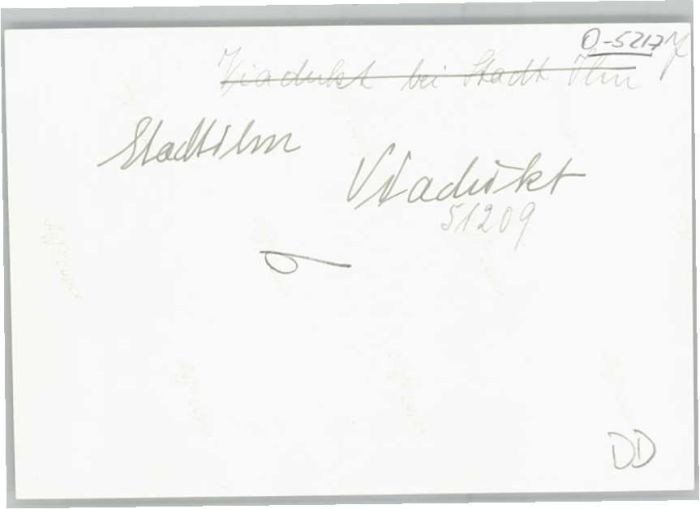 O-5217
Viadukt bei Stadt Ilm
Stadtilm
Viadukt
51209
DD